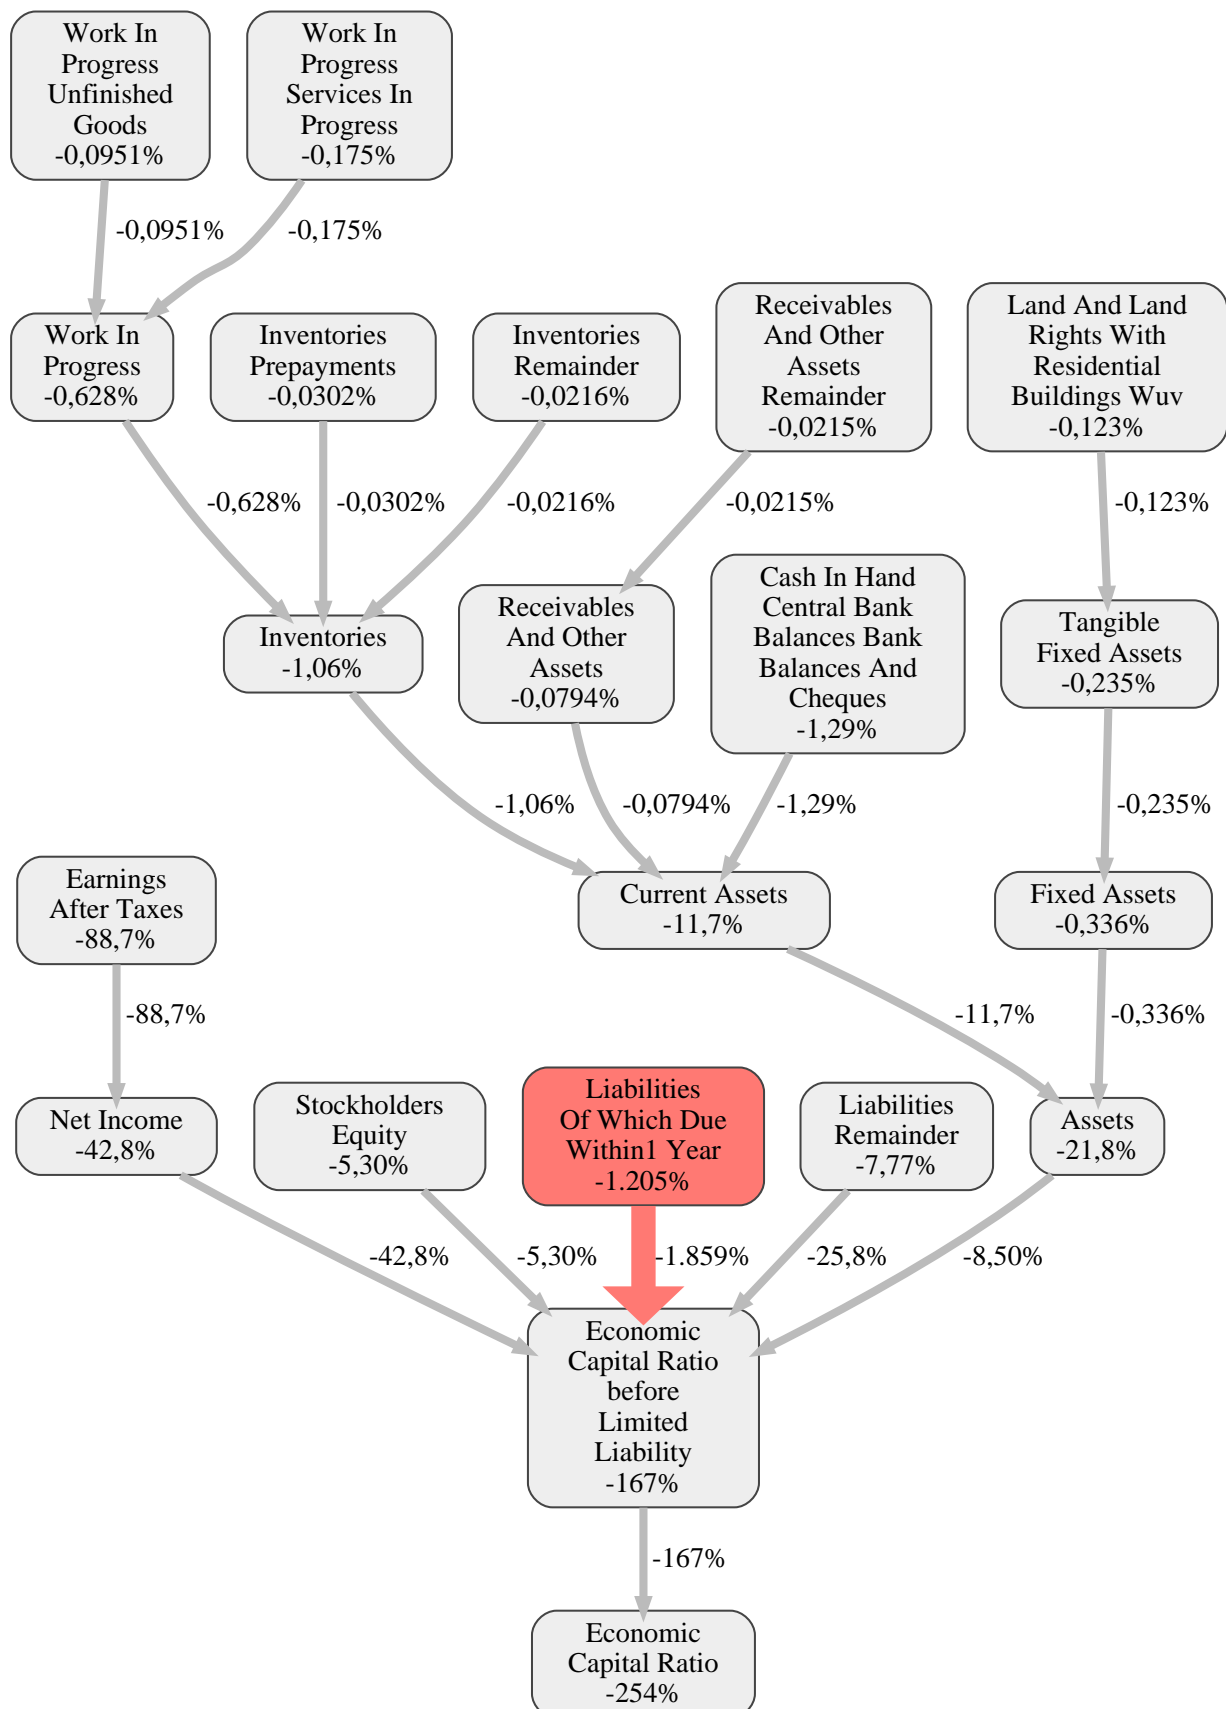 Work In
Progress
Unfinished
Goods
-0,0951%
Work In
Progress
Services In
Progress
-0,175%
-0,0951%
-0,175%
Work In
Progress
-0,628%
Inventories
Prepayments
-0,0302%
Inventories
Remainder
-0,0216%
Receivables
And Other
Assets
Remainder
-0,0215%
Land And Land
Rights With
Residential
Buildings Wuv
-0,123%
-0,628%
-0,0302%
-0,0216%
-0,0215%
-0,123%
Inventories
-1,06%
Receivables
And Other
Assets
-0,0794%
Cash In Hand
Central Bank
Balances Bank
Balances And
Cheques
-1,29%
Tangible
Fixed Assets
-0,235%
-1,06%
-0,0794%
-1,29%
-0,235%
Earnings
After Taxes
-88,7%
Current Assets
-11,7%
Fixed Assets
-0,336%
-88,7%
-11,7%
-0,336%
Net Income
-42,8%
Stockholders
Equity
-5,30%
Liabilities
Of Which Due
Within1 Year
-1.205%
Liabilities
Remainder
-7,77%
Assets
-21,8%
-42,8%
-5,30%
-1.859%
-25,8%
-8,50%
Economic
Capital Ratio
before
Limited
Liability
-167%
-167%
Economic
Capital Ratio
-254%